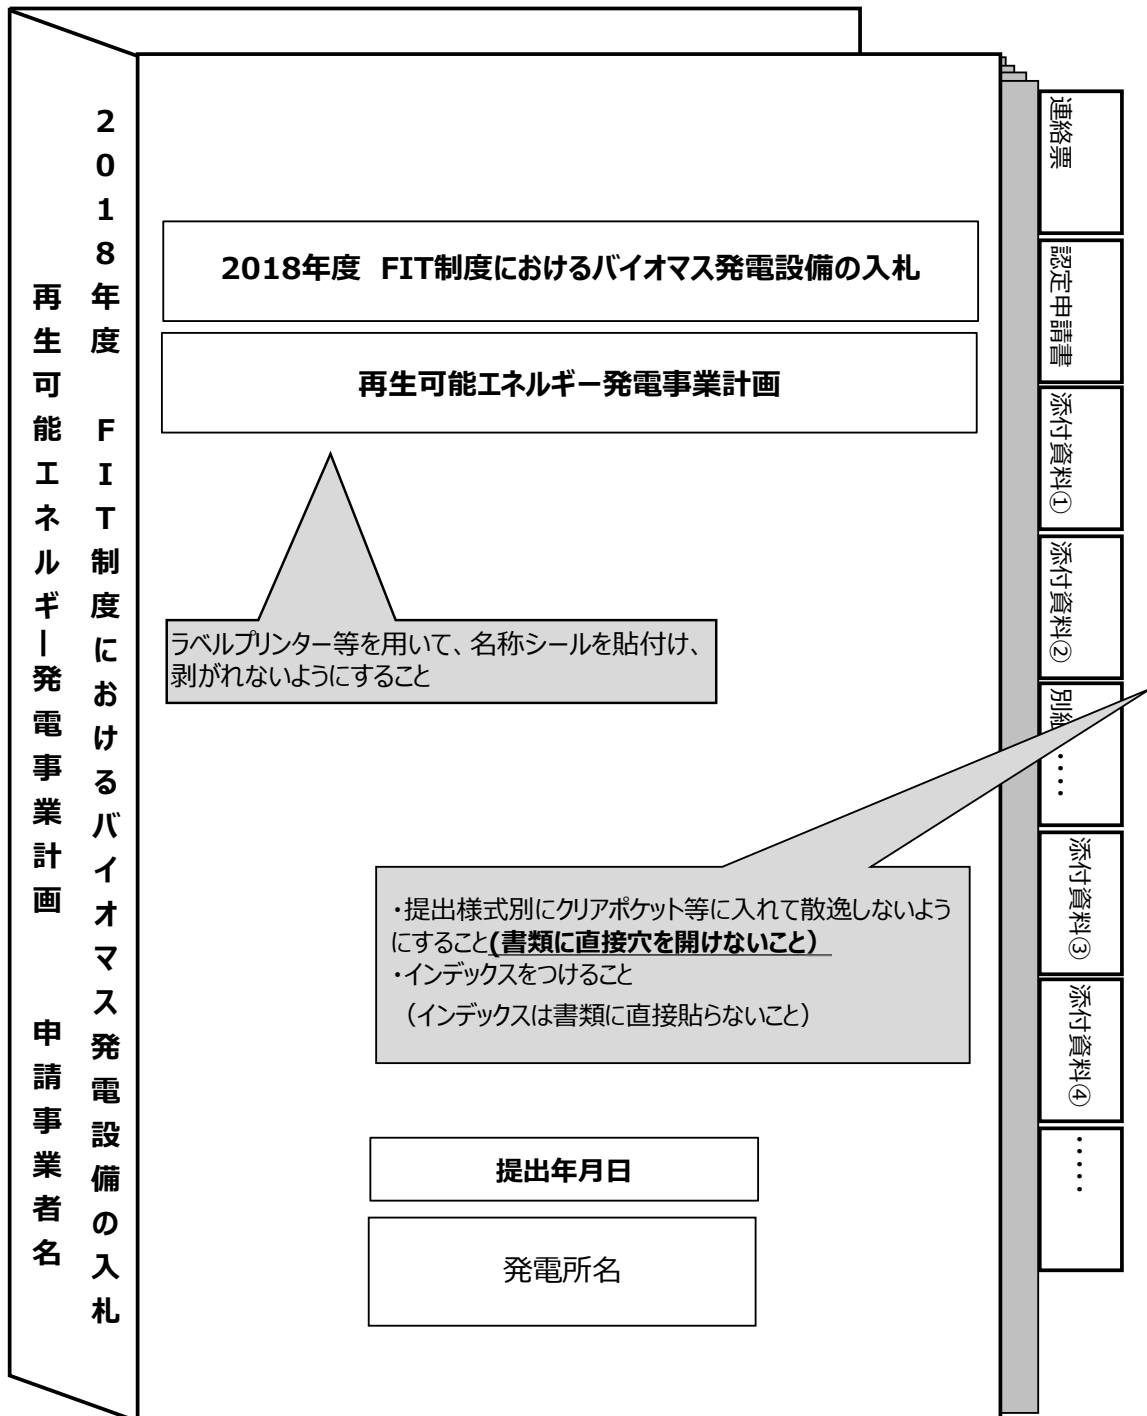 2018年度 FIT制度におけるバイオマス発電設備の入札
再生可能エネルギー発電事業計画 申請事業者名
2018年度 FIT制度におけるバイオマス発電設備の入札
再生可能エネルギー発電事業計画
ラベルプリンター等を用いて、名称シールを貼付け、
剥がれないようにすること
・提出様式別にクリアポケット等に入れて散逸しないよう
にすること(書類に直接穴を開けないこと）
・インデックスをつけること
（インデックスは書類に直接貼らないこと）
提出年月日
発電所名
連絡票
認定申請書
添付資料①
添付資料②
別紙‥‥
添付資料③
添付資料④
‥‥‥